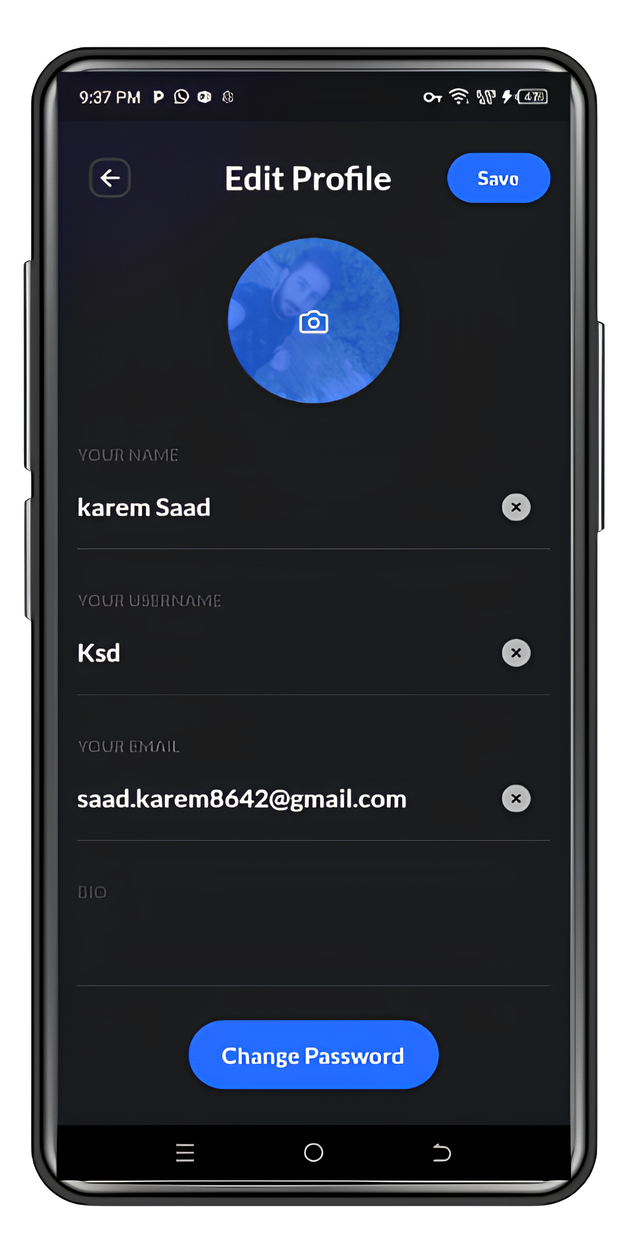 9:37 PM
Edit Profile
Save
YOUR NAME
karem Saad
YOUR USERNAME
Ksd
YOUR EMAIL
saad.karem8642@gmail.com
BIO
Change Password